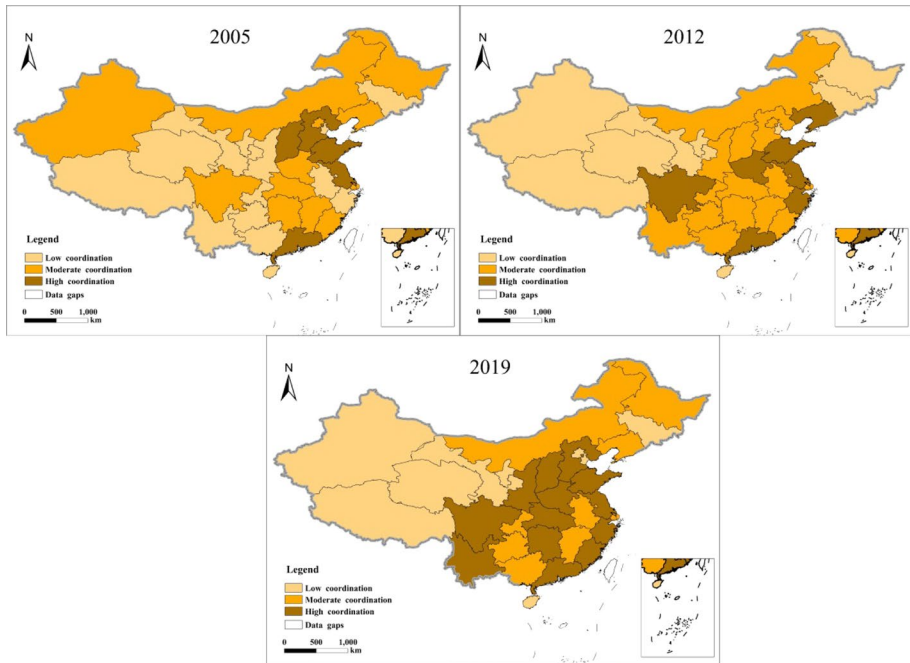 N
2005
Legend
Low coordination
Moderate coordination
High coordination
Data gaps
0 500 1,000
km
N
2012
Legend
Low coordination
Moderate coordination
High coordination
Data gaps
0 500 1,000
km
N
2019
Legend
Low coordination
Moderate coordination
High coordination
Data gaps
0 500 1,000
km